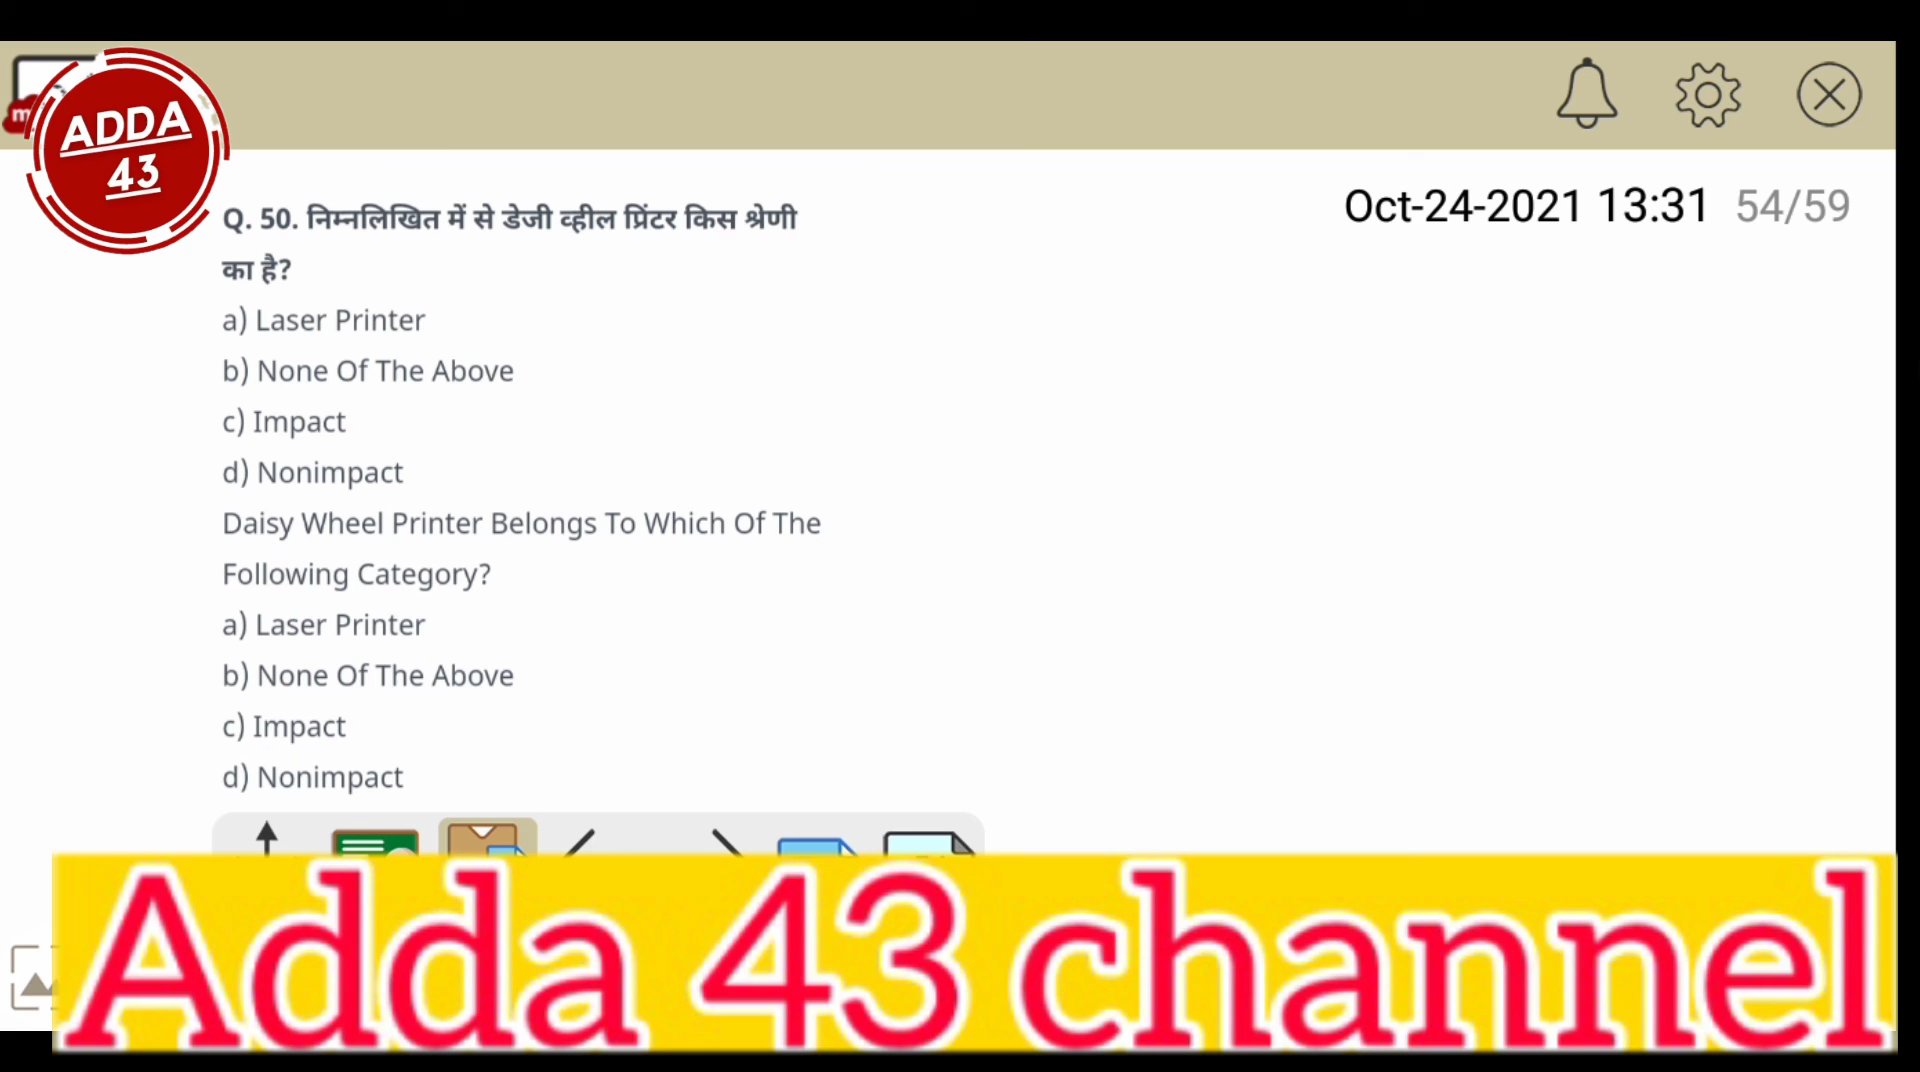 ADDA
43
Oct-24-2021 13:31 54/59
Q. 50. निम्नलिखित में से डेजी व्हील प्रिंटर किस श्रेणी
का है?
a) Laser Printer
b) None Of The Above
c) Impact
d) Nonimpact
Daisy Wheel Printer Belongs To Which Of The
Following Category?
a) Laser Printer
b) None Of The Above
c) Impact
d) Nonimpact
Adda 43 channel